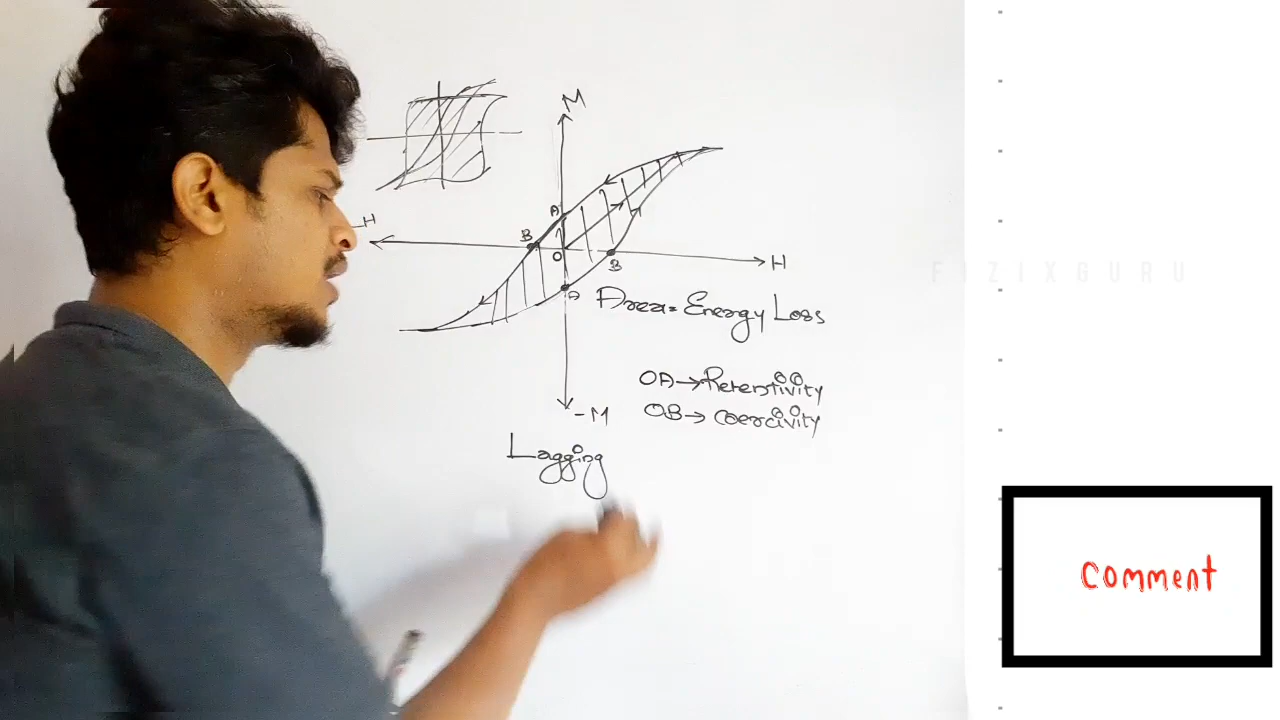 M
A
-H
B
O
B
H
A
Area= Energy Loss
OA→Retentivity
OB→ Coercivity
-M
Lagging
FIZIXGURU
comment